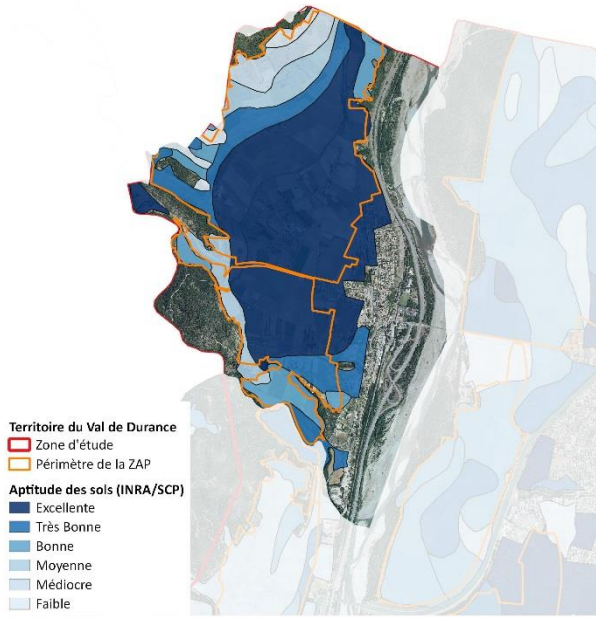 Territoire du Val de Durance
Zone d'étude
Périmètre de la ZAP
Aptitude des sols (INRA/SCP)
Excellente
Très Bonne
Bonne
Moyenne
Médiocre
Faible